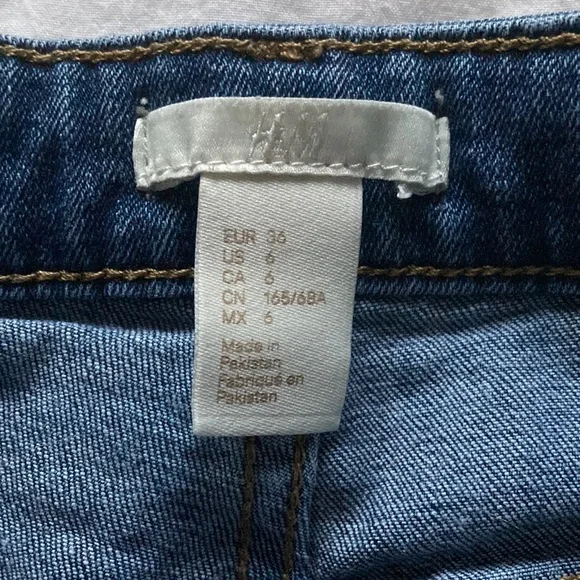 H&M
EUR 36
US 6
CA 6
CN 165/68A
MX 6
Made in
Pakistan
Fabriqué en
Pakistan